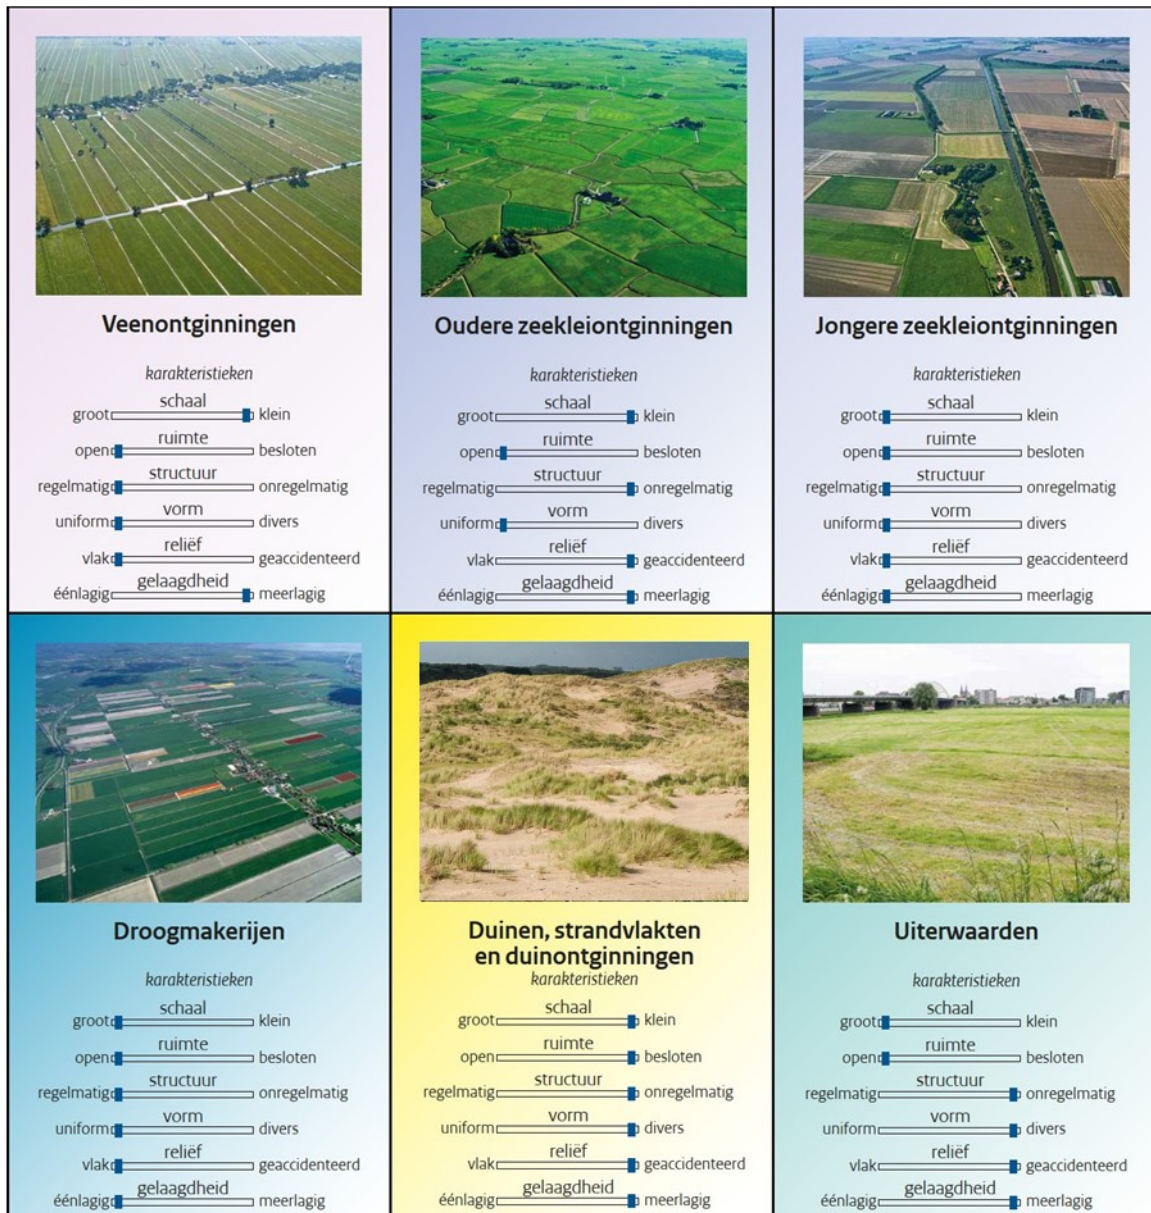 Veenontginningen
karakteristieken
schaal
groot klein
ruimte
open besloten
structuur
regelmatig onregelmatig
vorm
uniform divers
reliëf
vlak geaccidenteerd
gelaagdheid
éénlagig meerlagig
Oudere zeekleiontginningen
karakteristieken
schaal
groot klein
ruimte
open besloten
structuur
regelmatig onregelmatig
vorm
uniform divers
reliëf
vlak geaccidenteerd
gelaagdheid
éénlagig meerlagig
Jongere zeekleiontginningen
karakteristieken
schaal
groot klein
ruimte
open besloten
structuur
regelmatig onregelmatig
vorm
uniform divers
reliëf
vlak geaccidenteerd
gelaagdheid
éénlagig meerlagig
Droogmakerijen
karakteristieken
schaal
groot klein
ruimte
open besloten
structuur
regelmatig onregelmatig
vorm
uniform divers
reliëf
vlak geaccidenteerd
gelaagdheid
éénlagig meerlagig
Duinen, strandvlakten
en duinontginningen
karakteristieken
schaal
groot klein
ruimte
open besloten
structuur
regelmatig onregelmatig
vorm
uniform divers
reliëf
vlak geaccidenteerd
gelaagdheid
éénlagig meerlagig
Uiterwaarden
karakteristieken
schaal
groot klein
ruimte
open besloten
structuur
regelmatig onregelmatig
vorm
uniform divers
reliëf
vlak geaccidenteerd
gelaagdheid
éénlagig meerlagig